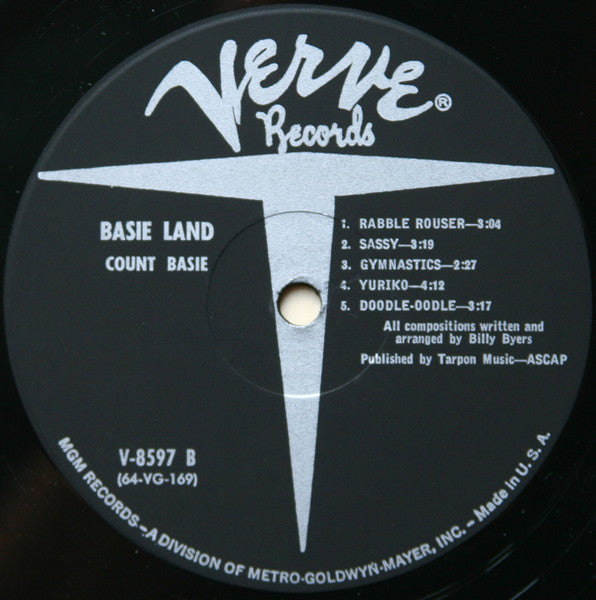 Verve®
Records
BASIE LAND
COUNT BASIE
1. RABBLE ROUSER—3:04
2. SASSY—3:19
3. GYMNASTICS—2:27
4. YURIKO—4:12
5. DOODLE-OODLE—3:17
All compositions written and
arranged by Billy Byers
Published by Tarpon Music—ASCAP
V-8597 B
(64-VG-169)
MGM RECORDS—A DIVISION OF METRO-GOLDWYN-MAYER, INC.—Made in U.S.A.